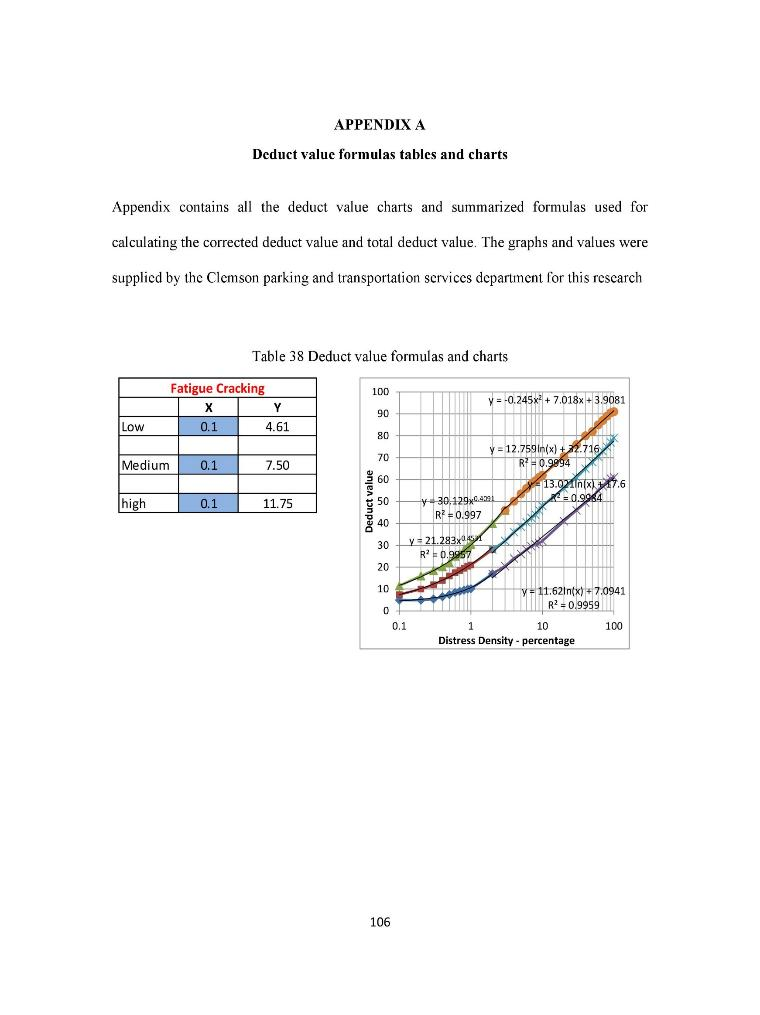 APPENDIX A
Deduct value formulas tables and charts
Appendix contains all the deduct value charts and summarized formulas used for
calculating the corrected deduct value and total deduct value. The graphs and values were
supplied by the Clemson parking and transportation services department for this research
Table 38 Deduct value formulas and charts
Fatigue Cracking
X Y
Low 0.1 4.61
Medium 0.1 7.50
high 0.1 11.75
Deduct value
100
90
80
70
60
50
40
30
20
10
0
y = -0.245x² + 7.018x + 3.9081
y = 12.759ln(x) + 32.716
R² = 0.9994
y = 13.021ln(x) + 17.6
R² = 0.9984
y = 30.129x^0.4091
R² = 0.997
y = 21.283x^0.4531
R² = 0.9957
y = 11.62ln(x) + 7.0941
R² = 0.9959
0.1 1 10 100
Distress Density - percentage
106